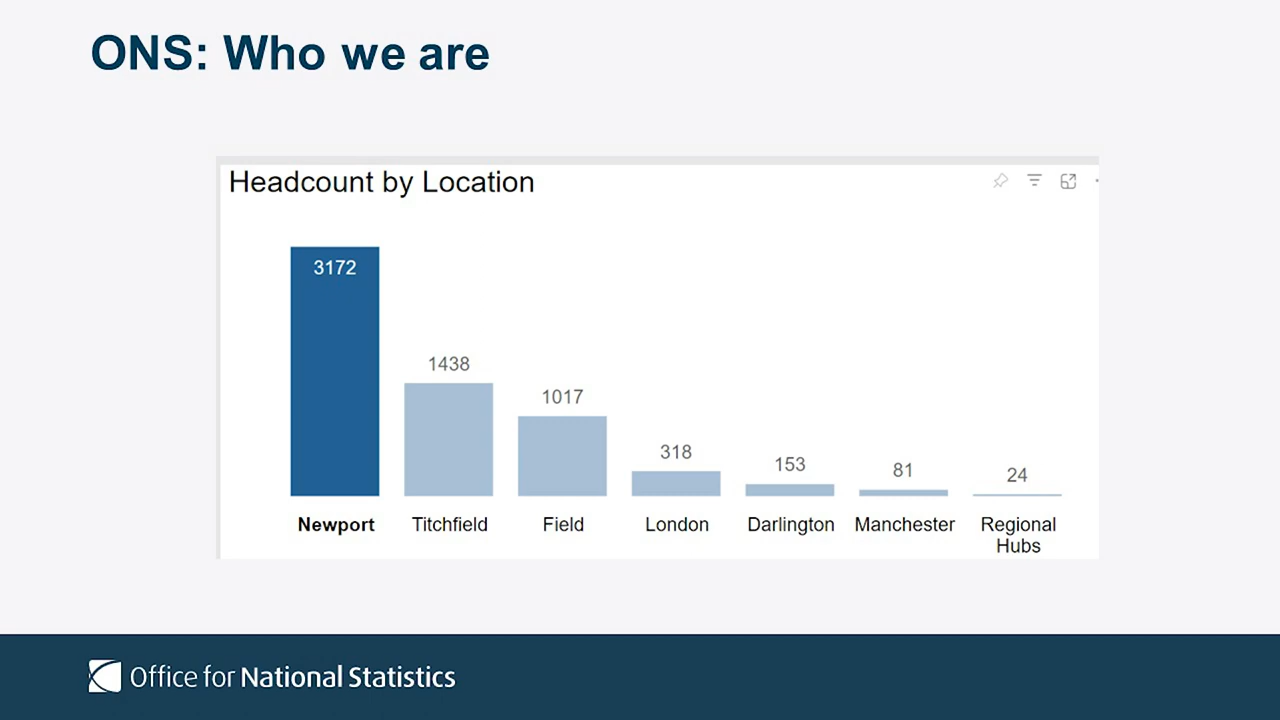 ONS: Who we are
Headcount by Location
3172
1438
1017
318
153
81
24
Newport
Titchfield
Field
London
Darlington
Manchester
Regional
Hubs
Office for National Statistics